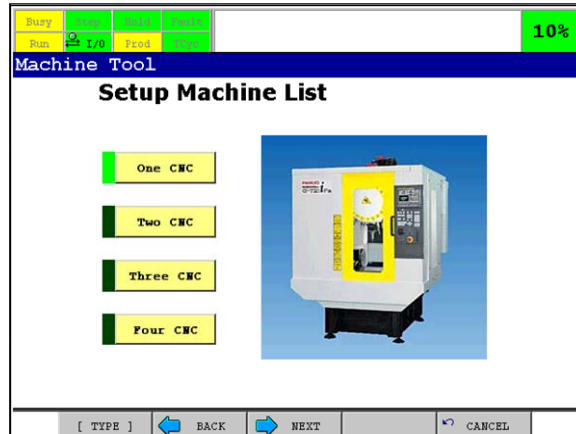 Busy Step Hold Fault
10%
Run I/O Prod TCyc
Machine Tool
Setup Machine List
One CNC
FANUC
Two CNC
Three CNC
Four CNC
[ TYPE ] BACK NEXT CANCEL